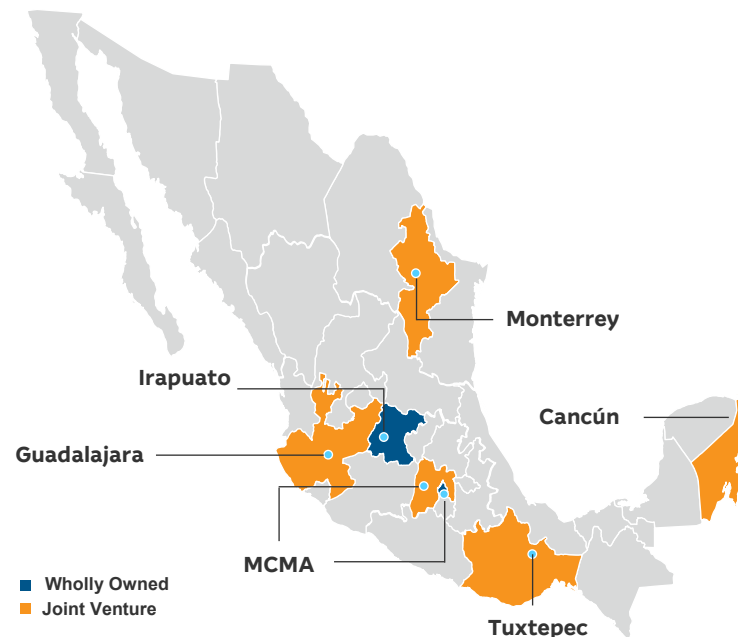 Monterrey
Irapuato
Cancún
Guadalajara
MCMA
Wholly Owned
Joint Venture
Tuxtepec